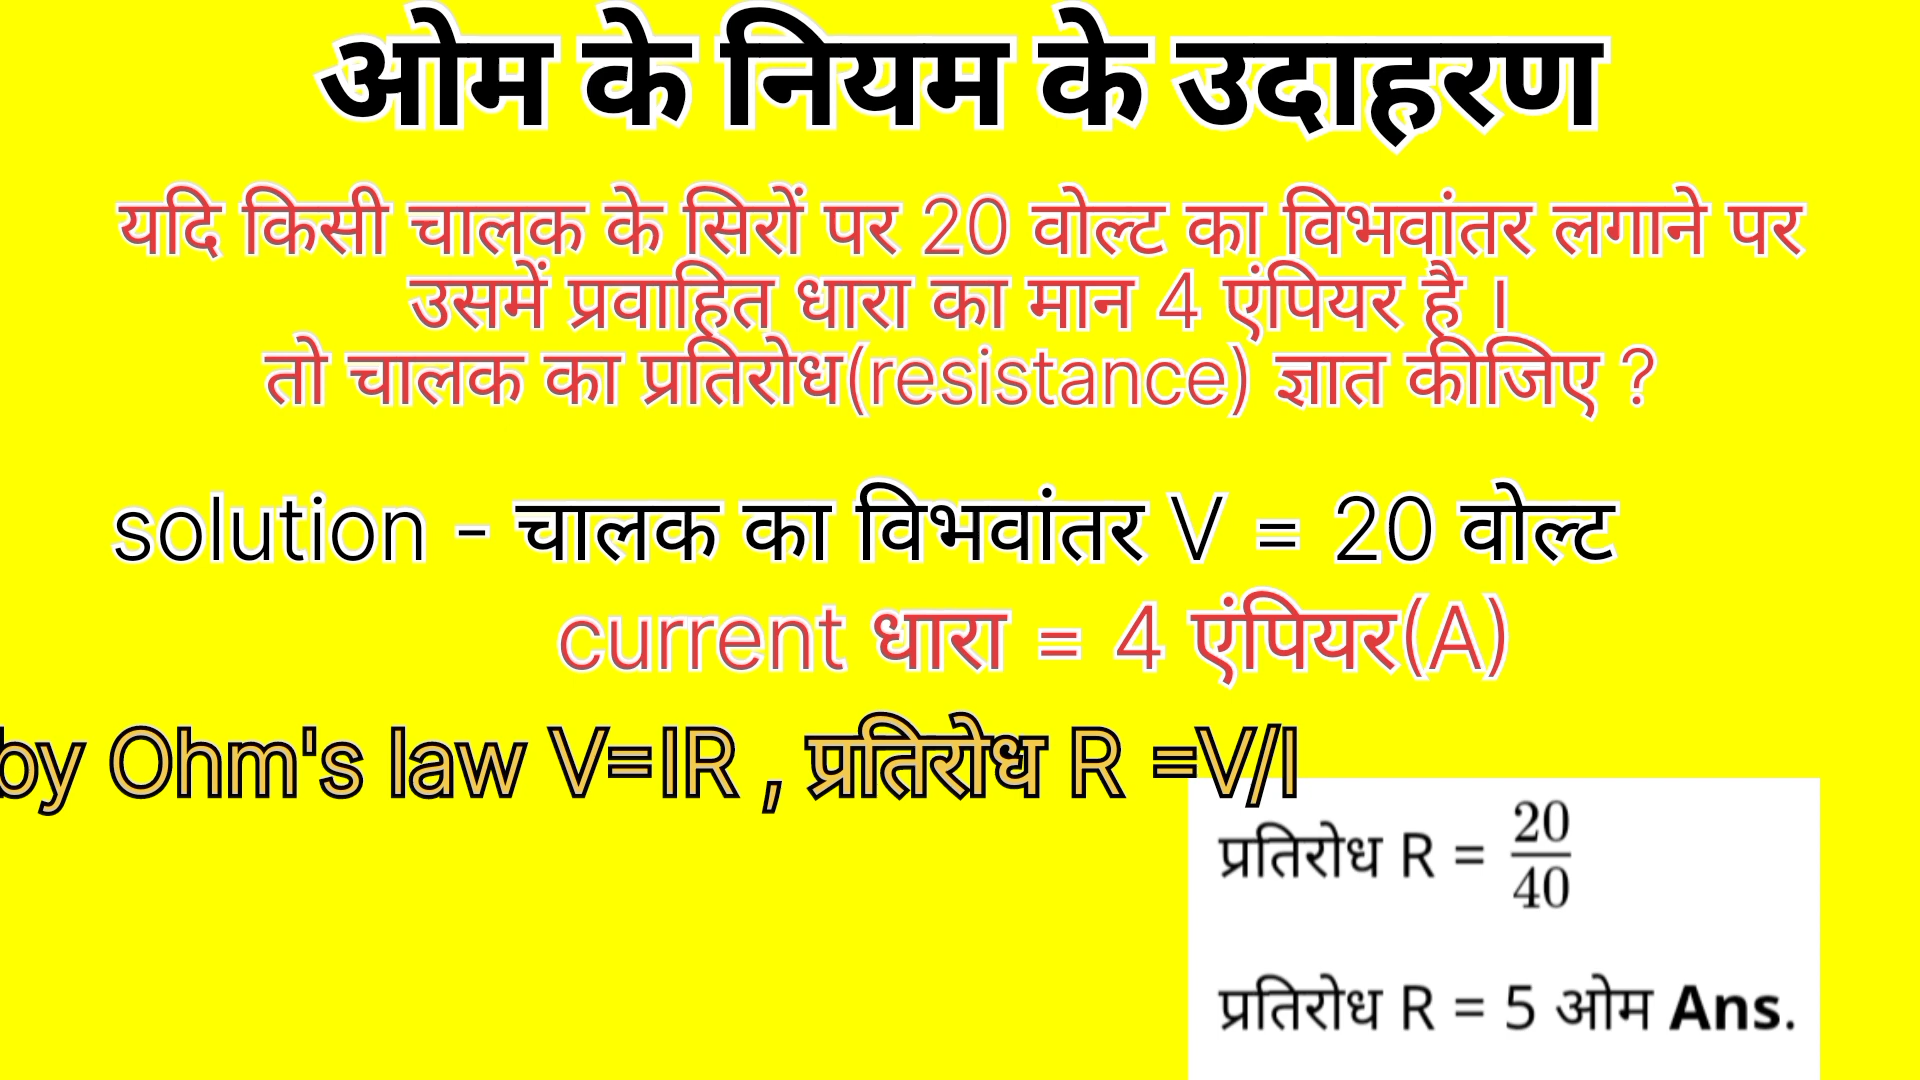 ओम के नियम के उदाहरण
यदि किसी चालक के सिरों पर 20 वोल्ट का विभवांतर लगाने पर
उसमें प्रवाहित धारा का मान 4 एंपियर है ।
तो चालक का प्रतिरोध(resistance) ज्ञात कीजिए ?
solution - चालक का विभवांतर V = 20 वोल्ट
current धारा = 4 एंपियर(A)
by Ohm's law V=IR , प्रतिरोध R =V/I
प्रतिरोध R = 20/40
प्रतिरोध R = 5 ओम Ans.